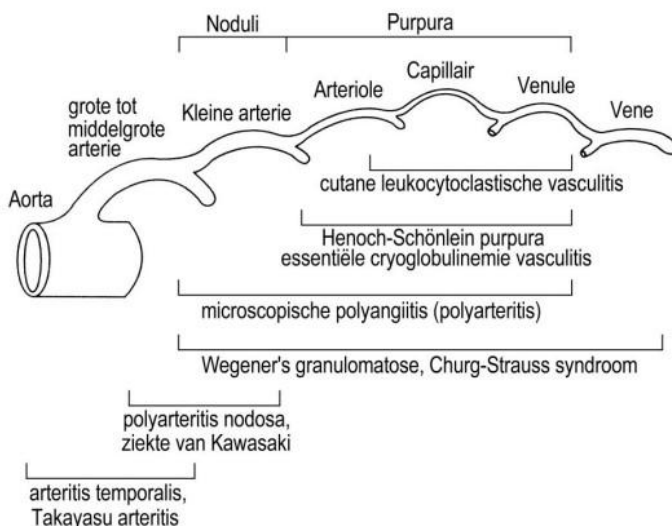 Noduli
Purpura
Capillair
Arteriole
Venule
grote tot
middelgrote
arterie
Kleine arterie
Vene
Aorta
cutane leukocytoclastische vasculitis
Henoch-Schönlein purpura
essentiële cryoglobulinemie vasculitis
microscopische polyangiitis (polyarteritis)
Wegener's granulomatose, Churg-Strauss syndroom
polyarteritis nodosa,
ziekte van Kawasaki
arteritis temporalis,
Takayasu arteritis